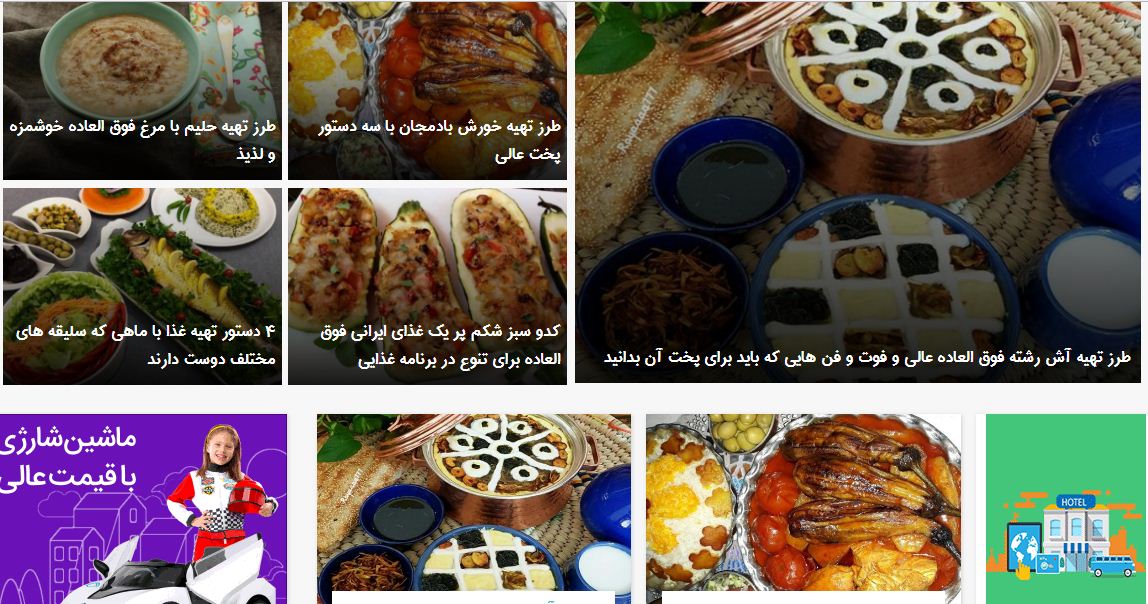 طرز تهیه آش رشته فوق العاده عالی و فوت و فن هایی که باید برای پخت آن بدانید
طرز تهیه خورش بادمجان با سه دستور
پخت عالی
طرز تهیه حلیم با مرغ فوق العاده خوشمزه
و لذیذ
کدو سبز شکم پر یک غذای ایرانی فوق
العاده برای تنوع در برنامه غذایی
۴ دستور تهیه غذا با ماهی که سلیقه های
مختلف دوست دارند
HOTEL
ماشین شارژی
با قیمت عالی